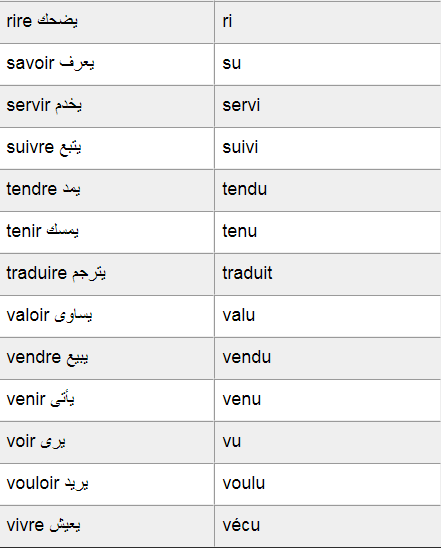 rire يضحك ri
savoir يعرف su
servir يخدم servi
suivre يتبع suivi
tendre يمد tendu
tenir يمسك tenu
traduire يترجم traduit
valoir يساوى valu
vendre يبيع vendu
venir يأتى venu
voir يرى vu
vouloir يريد voulu
vivre يعيش vécu